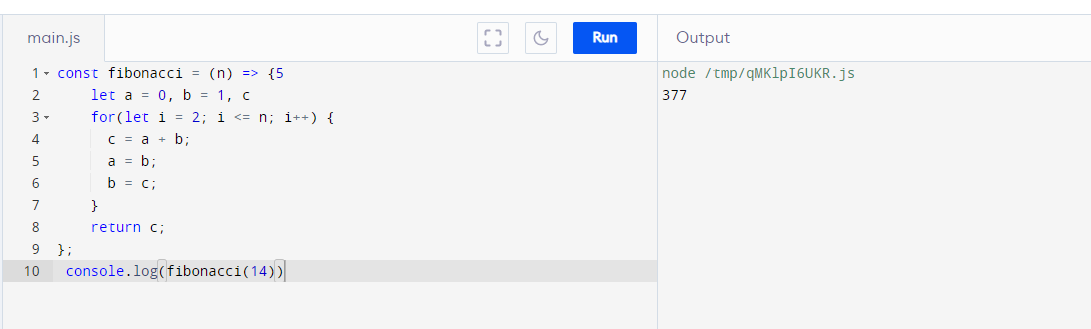 main.js
Run
Output
1 const fibonacci = (n) => {5
2 let a = 0, b = 1, c
3 for(let i = 2; i <= n; i++) {
4 c = a + b;
5 a = b;
6 b = c;
7 }
8 return c;
9 };
10 console.log(fibonacci(14))
node /tmp/qMKlpI6UKR.js
377